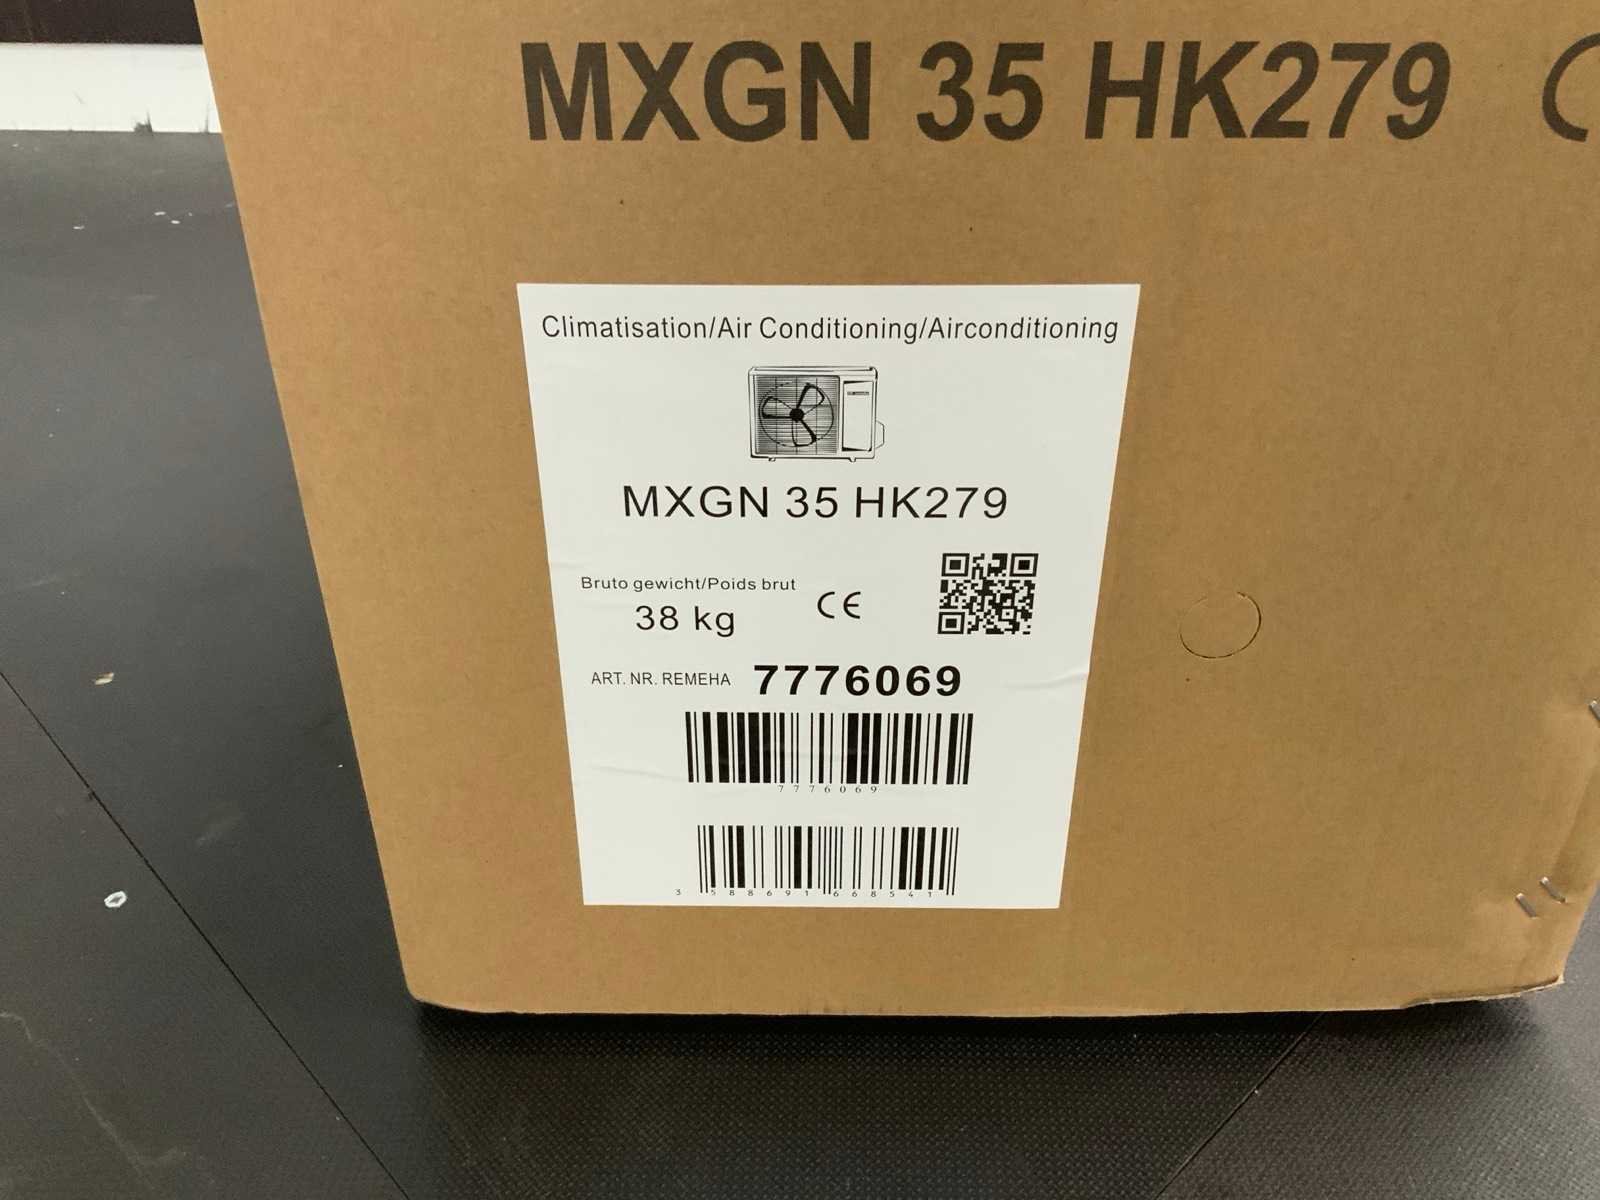 MXGN 35 HK279
Climatisation/Air Conditioning/Airconditioning
MXGN 35 HK279
Bruto gewicht/Poids brut
38 kg
CE
ART. NR. REMEHA 7776069
7776069
3588691668541